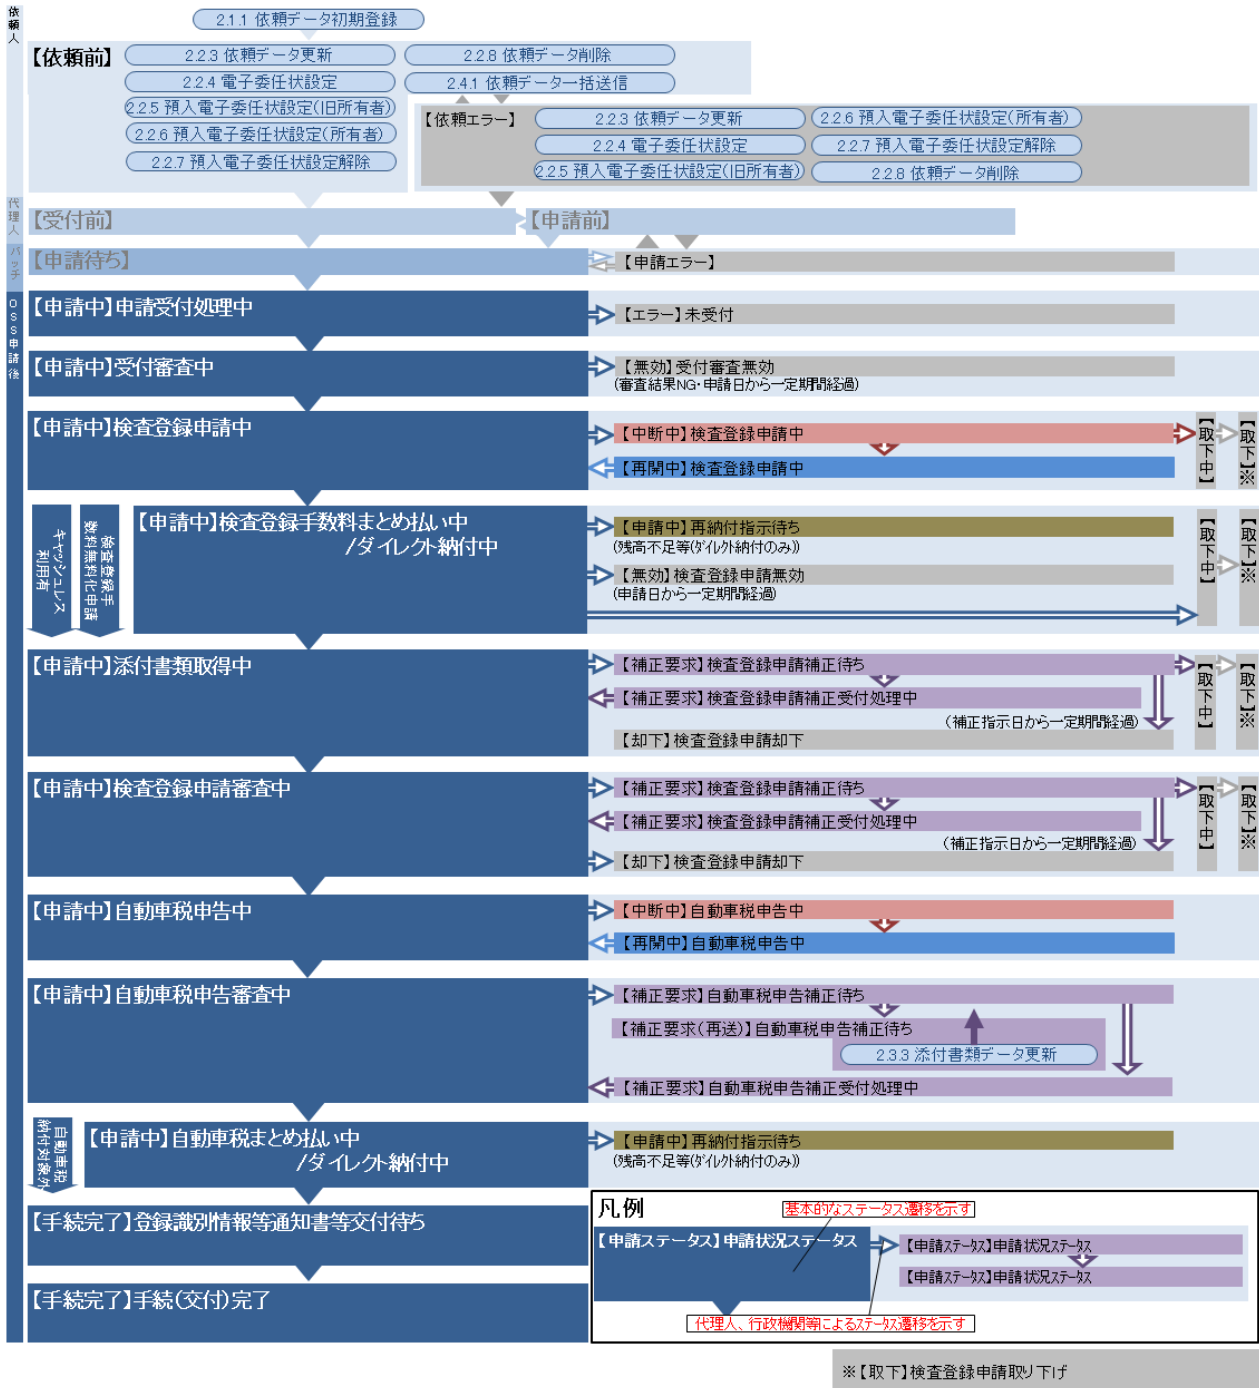 依頼人
2.1.1 依頼データ初期登録
【依頼前】
2.2.3 依頼データ更新
2.2.8 依頼データ削除
2.2.4 電子委任状設定
2.4.1 依頼データ一括送信
2.2.5 預入電子委任状設定(旧所有者)
2.2.6 預入電子委任状設定(所有者)
2.2.7 預入電子委任状設定解除
【依頼エラー】
2.2.3 依頼データ更新
2.2.6 預入電子委任状設定(所有者)
2.2.4 電子委任状設定
2.2.7 預入電子委任状設定解除
2.2.5 預入電子委任状設定(旧所有者)
2.2.8 依頼データ削除
代理人
【受付前】
【申請前】
バッチ
【申請待ち】
【申請エラー】
OSS申請後
【申請中】申請受付処理中
【エラー】未受付
【申請中】受付審査中
【無効】受付審査無効
(審査結果NG・申請日から一定期間経過)
【申請中】検査登録申請中
【中断中】検査登録申請中
【再開中】検査登録申請中
【取下中】
【取下】※
キャッシュレス
利用有
検査登録手
数料無料化申請
【申請中】検査登録手数料まとめ払い中
/ダイレクト納付中
【申請中】再納付指示待ち
(残高不足等(ダイレクト納付のみ))
【無効】検査登録申請無効
(申請日から一定期間経過)
【取下中】
【取下】※
【申請中】添付書類取得中
【補正要求】検査登録申請補正待ち
【補正要求】検査登録申請補正受付処理中
(補正指示日から一定期間経過)
【却下】検査登録申請却下
【取下中】
【取下】※
【申請中】検査登録申請審査中
【補正要求】検査登録申請補正待ち
【補正要求】検査登録申請補正受付処理中
(補正指示日から一定期間経過)
【却下】検査登録申請却下
【取下中】
【取下】※
【申請中】自動車税申告中
【中断中】自動車税申告中
【再開中】自動車税申告中
【申請中】自動車税申告審査中
【補正要求】自動車税申告補正待ち
【補正要求(再送)】自動車税申告補正待ち
2.3.3 添付書類データ更新
【補正要求】自動車税申告補正受付処理中
自動車税
納付対象外
【申請中】自動車税まとめ払い中
/ダイレクト納付中
【申請中】再納付指示待ち
(残高不足等(ダイレクト納付のみ))
【手続完了】登録識別情報等通知書等交付待ち
【手続完了】手続(交付)完了
凡例
基本的なステータス遷移を示す
【申請ステータス】申請状況ステータス
【申請ステータス】申請状況ステータス
【申請ステータス】申請状況ステータス
代理人、行政機関等によるステータス遷移を示す
※【取下】検査登録申請取り下げ